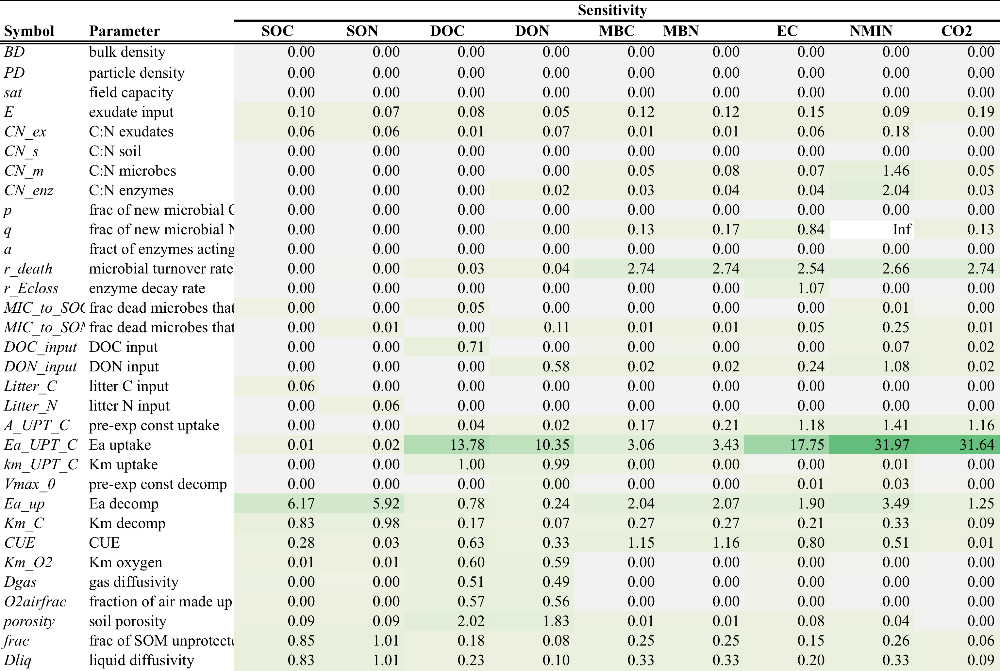 Sensitivity
Symbol Parameter SOC SON DOC DON MBC MBN EC NMIN CO2
BD bulk density 0.00 0.00 0.00 0.00 0.00 0.00 0.00 0.00 0.00
PD particle density 0.00 0.00 0.00 0.00 0.00 0.00 0.00 0.00 0.00
sat field capacity 0.00 0.00 0.00 0.00 0.00 0.00 0.00 0.00 0.00
E exudate input 0.10 0.07 0.08 0.05 0.12 0.12 0.15 0.09 0.19
CN_ex C:N exudates 0.06 0.06 0.01 0.07 0.01 0.01 0.06 0.18 0.00
CN_s C:N soil 0.00 0.00 0.00 0.00 0.00 0.00 0.00 0.00 0.00
CN_m C:N microbes 0.00 0.00 0.00 0.00 0.05 0.08 0.07 1.46 0.05
CN_enz C:N enzymes 0.00 0.00 0.00 0.02 0.03 0.04 0.04 2.04 0.03
p frac of new microbial C 0.00 0.00 0.00 0.00 0.00 0.00 0.00 0.00 0.00
q frac of new microbial N 0.00 0.00 0.00 0.00 0.13 0.17 0.84 Inf 0.13
a fract of enzymes acting 0.00 0.00 0.00 0.00 0.00 0.00 0.00 0.00 0.00
r_death microbial turnover rate 0.00 0.00 0.03 0.04 2.74 2.74 2.54 2.66 2.74
r_Ecloss enzyme decay rate 0.00 0.00 0.00 0.00 0.00 0.00 1.07 0.00 0.00
MIC_to_SOC frac dead microbes that 0.00 0.00 0.05 0.00 0.00 0.00 0.00 0.01 0.00
MIC_to_SON frac dead microbes that 0.00 0.01 0.00 0.11 0.01 0.01 0.05 0.25 0.01
DOC_input DOC input 0.00 0.00 0.71 0.00 0.00 0.00 0.00 0.07 0.02
DON_input DON input 0.00 0.00 0.00 0.58 0.02 0.02 0.24 1.08 0.02
Litter_C litter C input 0.06 0.00 0.00 0.00 0.00 0.00 0.00 0.00 0.00
Litter_N litter N input 0.00 0.06 0.00 0.00 0.00 0.00 0.00 0.00 0.00
A_UPT_C pre-exp const uptake 0.00 0.00 0.04 0.02 0.17 0.21 1.18 1.41 1.16
Ea_UPT_C Ea uptake 0.01 0.02 13.78 10.35 3.06 3.43 17.75 31.97 31.64
km_UPT_C Km uptake 0.00 0.00 1.00 0.99 0.00 0.00 0.00 0.01 0.00
Vmax_0 pre-exp const decomp 0.00 0.00 0.00 0.00 0.00 0.00 0.01 0.03 0.00
Ea_up Ea decomp 6.17 5.92 0.78 0.24 2.04 2.07 1.90 3.49 1.25
Km_C Km decomp 0.83 0.98 0.17 0.07 0.27 0.27 0.21 0.33 0.09
CUE CUE 0.28 0.03 0.63 0.33 1.15 1.16 0.80 0.51 0.01
Km_O2 Km oxygen 0.01 0.01 0.60 0.59 0.00 0.00 0.00 0.00 0.00
Dgas gas diffusivity 0.00 0.00 0.51 0.49 0.00 0.00 0.00 0.00 0.00
O2airfrac fraction of air made up 0.00 0.00 0.57 0.56 0.00 0.00 0.00 0.00 0.00
porosity soil porosity 0.09 0.09 2.02 1.83 0.01 0.01 0.08 0.04 0.00
frac frac of SOM unprotecte 0.85 1.01 0.18 0.08 0.25 0.25 0.15 0.26 0.06
Dliq liquid diffusivity 0.83 1.01 0.23 0.10 0.33 0.33 0.20 0.33 0.09